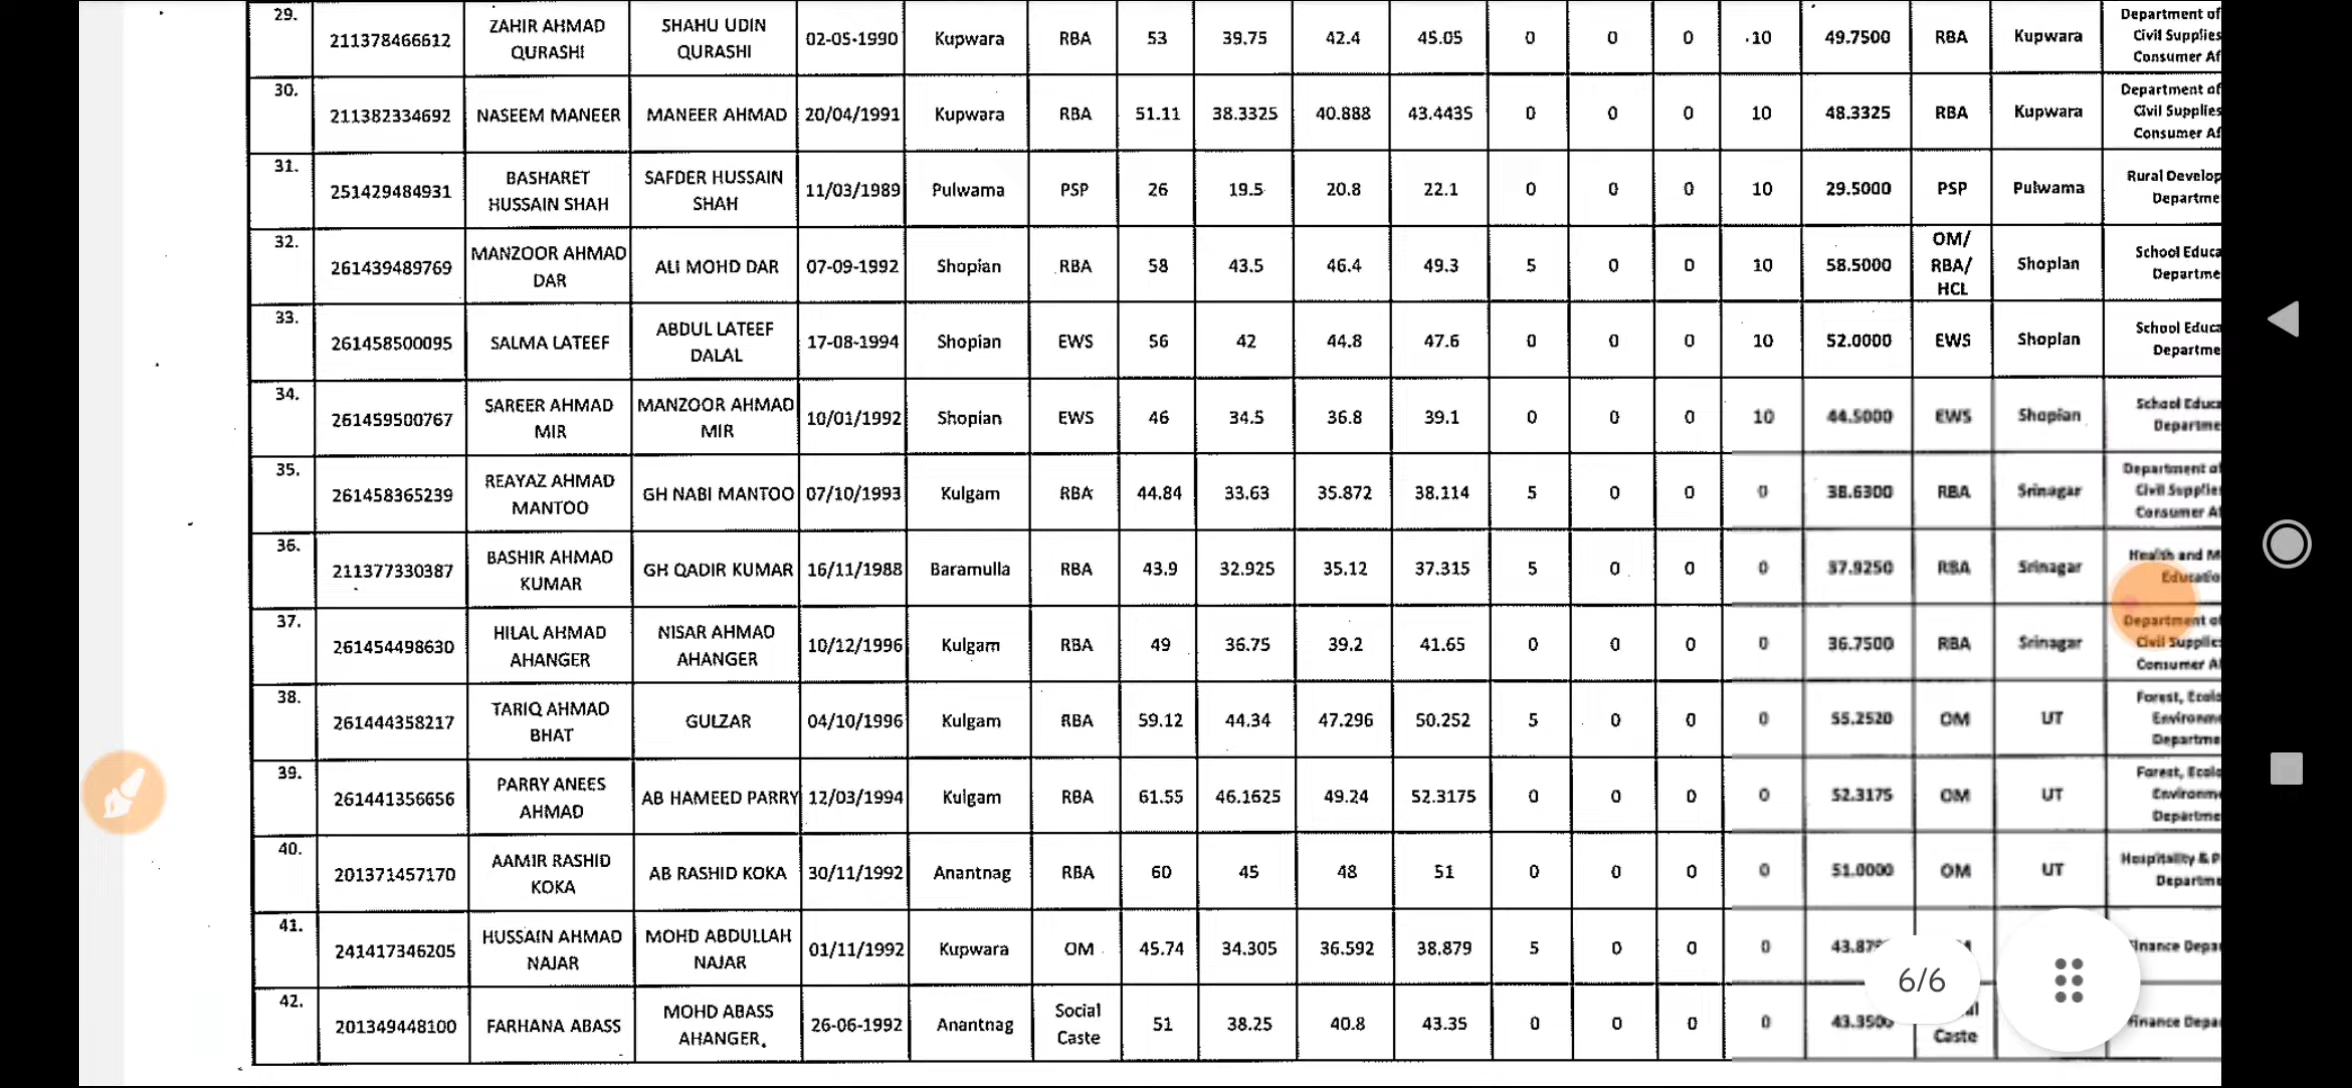 29. 211378466612 ZAHIR AHMAD QURASHI SHAHU UDIN QURASHI 02-05-1990 Kupwara RBA 53 39.75 42.4 45.05 0 0 0 10 49.7500 RBA Kupwara Department of Civil Supplies Consumer Af
30. 211382334692 NASEEM MANEER MANEER AHMAD 20/04/1991 Kupwara RBA 51.11 38.3325 40.888 43.4435 0 0 0 10 48.3325 RBA Kupwara Department of Civil Supplies Consumer Af
31. 251429484931 BASHARET HUSSAIN SHAH SAFDER HUSSAIN SHAH 11/03/1989 Pulwama PSP 26 19.5 20.8 22.1 0 0 0 10 29.5000 PSP Pulwama Rural Develop Departme
32. 261439489769 MANZOOR AHMAD DAR ALI MOHD DAR 07-09-1992 Shopian RBA 58 43.5 46.4 49.3 5 0 0 10 58.5000 OM/ RBA/ HCL Shopian School Educa Departme
33. 261458500095 SALMA LATEEF ABDUL LATEEF DALAL 17-08-1994 Shopian EWS 56 42 44.8 47.6 0 0 0 10 52.0000 EWS Shopian School Educa Departme
34. 261459500767 SAREER AHMAD MIR MANZOOR AHMAD MIR 10/01/1992 Shopian EWS 46 34.5 36.8 39.1 0 0 0 10 44.5000 EWS Shopian School Educa Departme
35. 261458365239 REAYAZ AHMAD MANTOO GH NABI MANTOO 07/10/1993 Kulgam RBA 44.84 33.63 35.872 38.114 5 0 0 0 38.6300 RBA Srinagar Department of Civil Supplies Consumer Af
36. 211377330387 BASHIR AHMAD KUMAR GH QADIR KUMAR 16/11/1988 Baramulla RBA 43.9 32.925 35.12 37.315 5 0 0 0 37.9250 RBA Srinagar Health and M Educatio
37. 261454498630 HILAL AHMAD AHANGER NISAR AHMAD AHANGER 10/12/1996 Kulgam RBA 49 36.75 39.2 41.65 0 0 0 0 36.7500 RBA Srinagar Department of Civil Supplies Consumer Af
38. 261444358217 TARIQ AHMAD BHAT GULZAR 04/10/1996 Kulgam RBA 59.12 44.34 47.296 50.252 5 0 0 0 55.2520 OM UT Forest, Ecolo Environme Departme
39. 261441356656 PARRY ANEES AHMAD AB HAMEED PARRY 12/03/1994 Kulgam RBA 61.55 46.1625 49.24 52.3175 0 0 0 0 52.3175 OM UT Forest, Ecolo Environme Departme
40. 201371457170 AAMIR RASHID KOKA AB RASHID KOKA 30/11/1992 Anantnag RBA 60 45 48 51 0 0 0 0 51.0000 OM UT Hospitality & P Departme
41. 241417346205 HUSSAIN AHMAD NAJAR MOHD ABDULLAH NAJAR 01/11/1992 Kupwara OM 45.74 34.305 36.592 38.879 5 0 0 0 43.87 Finance Depa
42. 201349448100 FARHANA ABASS MOHD ABASS AHANGER. 26-06-1992 Anantnag Social Caste 51 38.25 40.8 43.35 0 0 0 0 43.350 Caste Finance Depa
6/6